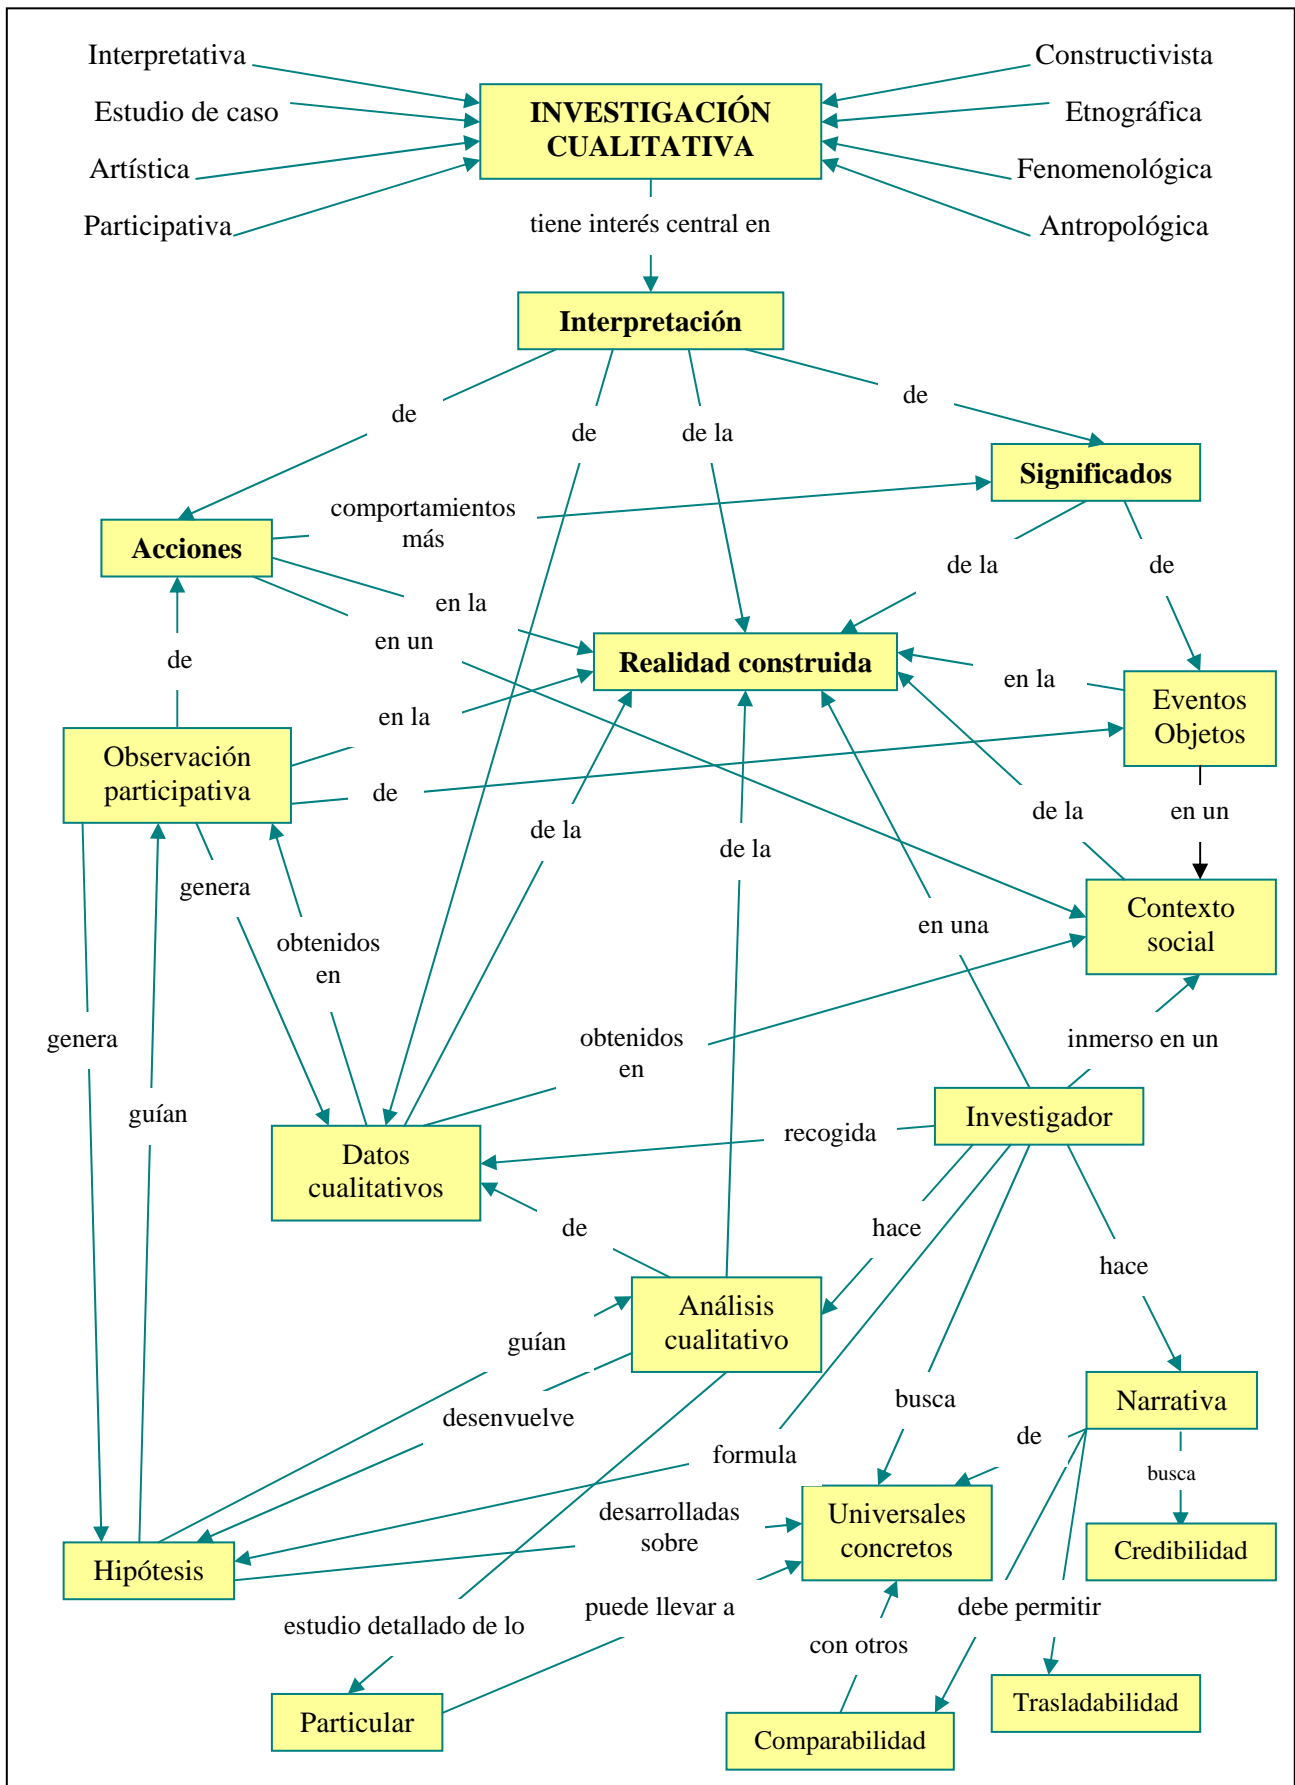 Interpretativa
Constructivista
INVESTIGACIÓN
CUALITATIVA
Estudio de caso
Etnográfica
Artística
Fenomenológica
Participativa
Antropológica
tiene interés central en
Interpretación
de
de
de
de la
Significados
comportamientos
más
Acciones
de la
de
en la
en un
de
Realidad construida
en la
Eventos
Objetos
en la
Observación
participativa
de
de la
de la
de la
en un
genera
Contexto
social
en una
obtenidos
en
genera
obtenidos
en
inmerso en un
guían
Investigador
recogida
Datos
cualitativos
de
hace
hace
Análisis
cualitativo
guían
desenvuelve
busca
Narrativa
de
formula
busca
desarrolladas
sobre
Universales
concretos
Credibilidad
Hipótesis
puede llevar a
debe permitir
estudio detallado de lo
con otros
Trasladabilidad
Particular
Comparabilidad